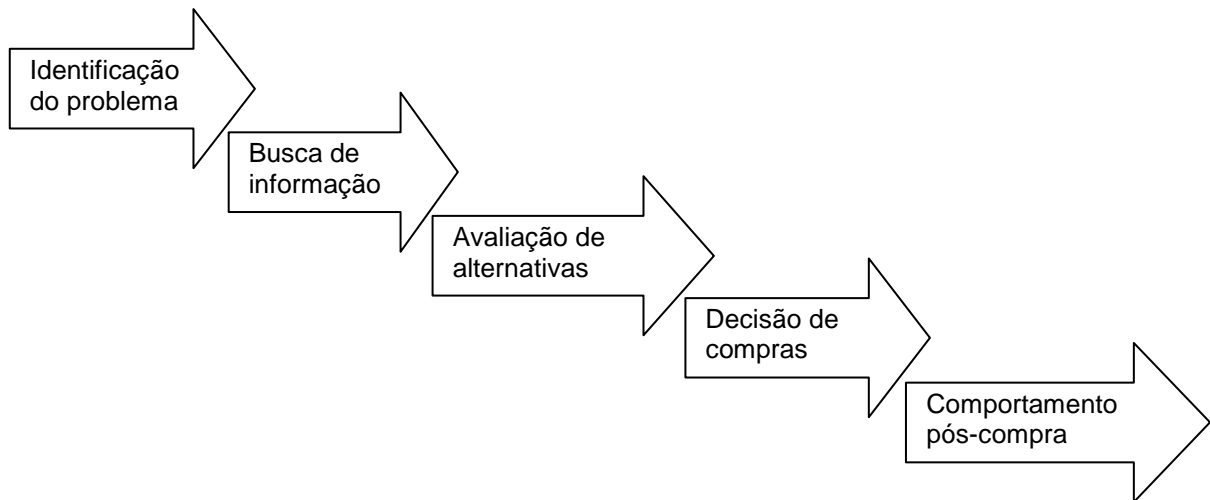 Identificação
do problema
Busca de
informação
Avaliação de
alternativas
Decisão de
compras
Comportamento
pós-compra